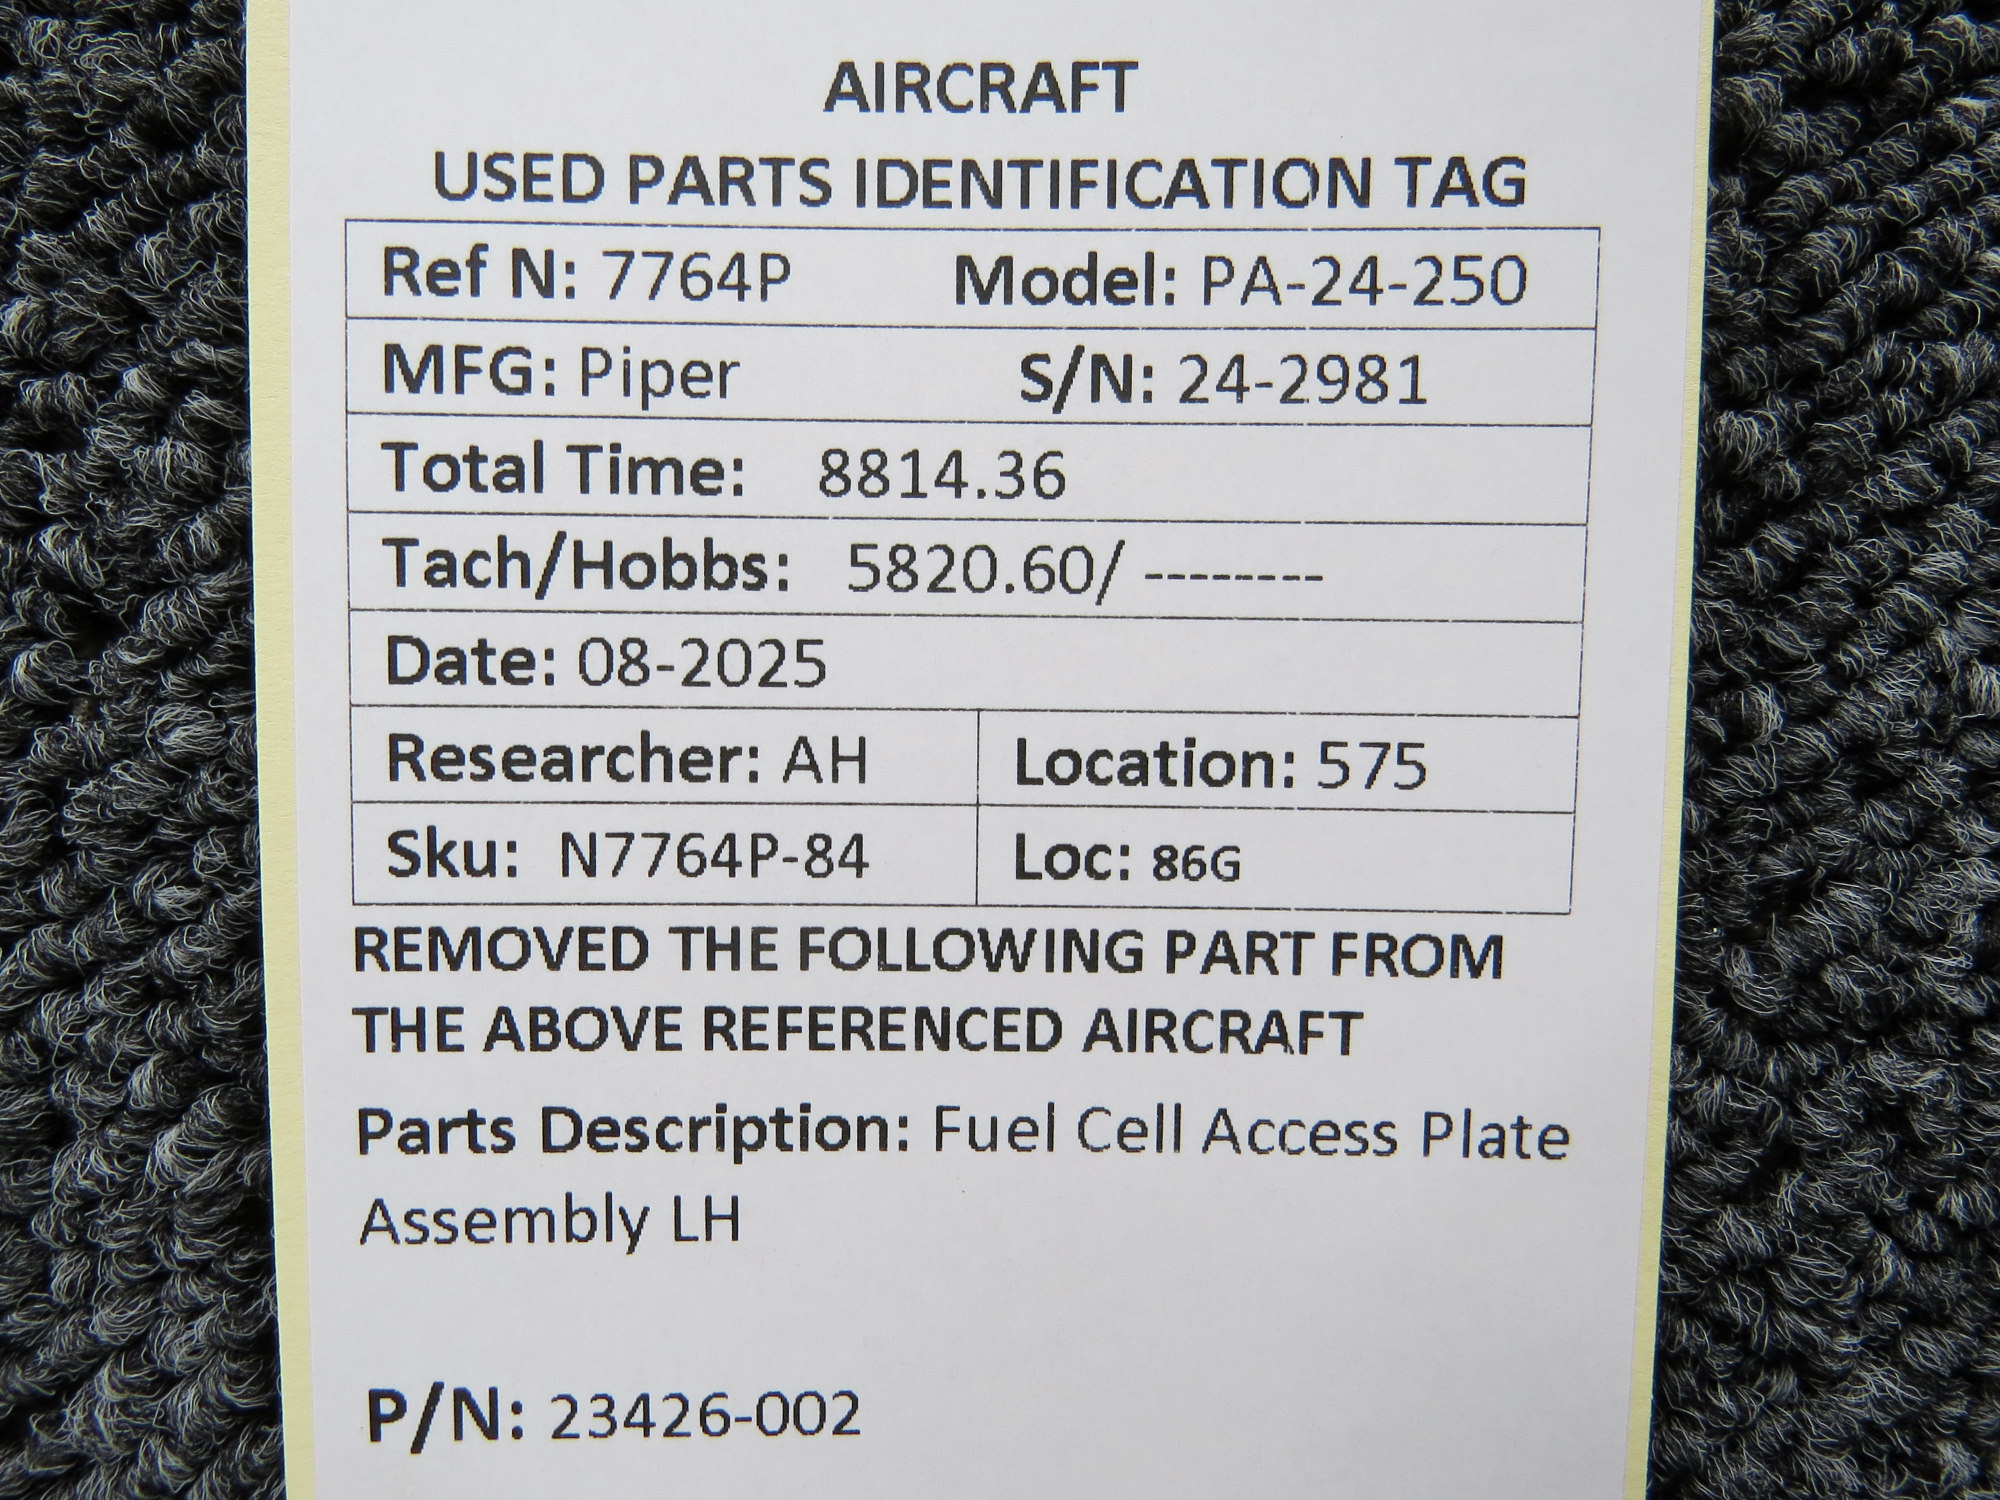 AIRCRAFT
USED PARTS IDENTIFICATION TAG
Ref N: 7764P Model: PA-24-250
MFG: Piper S/N: 24-2981
Total Time: 8814.36
Tach/Hobbs: 5820.60/ --------
Date: 08-2025
Researcher: AH Location: 575
Sku: N7764P-84 Loc: 86G
REMOVED THE FOLLOWING PART FROM
THE ABOVE REFERENCED AIRCRAFT
Parts Description: Fuel Cell Access Plate
Assembly LH
P/N: 23426-002